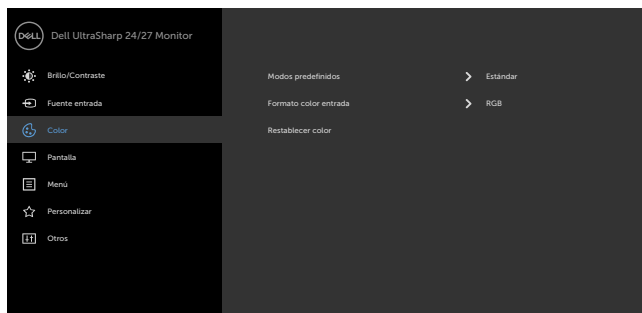 DELL Dell UltraSharp 24/27 Monitor
Brillo/Contraste
Modos predefinidos Estándar
Fuente entrada
Formato color entrada RGB
Color
Restablecer color
Pantalla
Menú
Personalizar
Otros